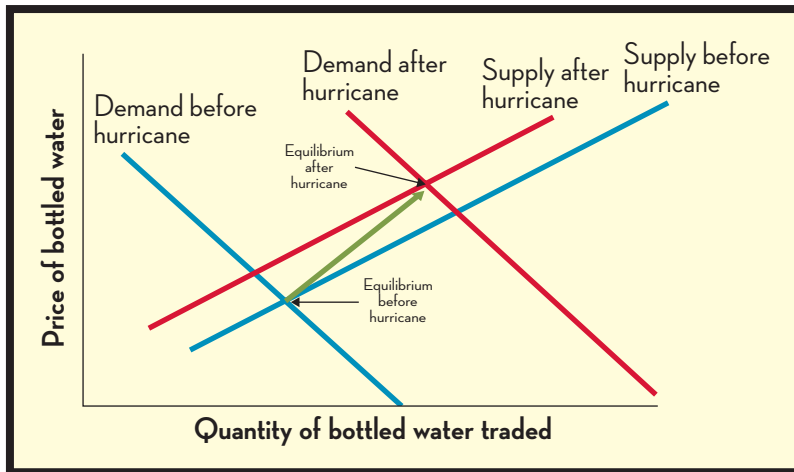 Demand before
hurricane
Demand after
hurricane
Supply after
hurricane
Supply before
hurricane
Equilibrium
after
hurricane
Equilibrium
before
hurricane
Price of bottled water
Quantity of bottled water traded